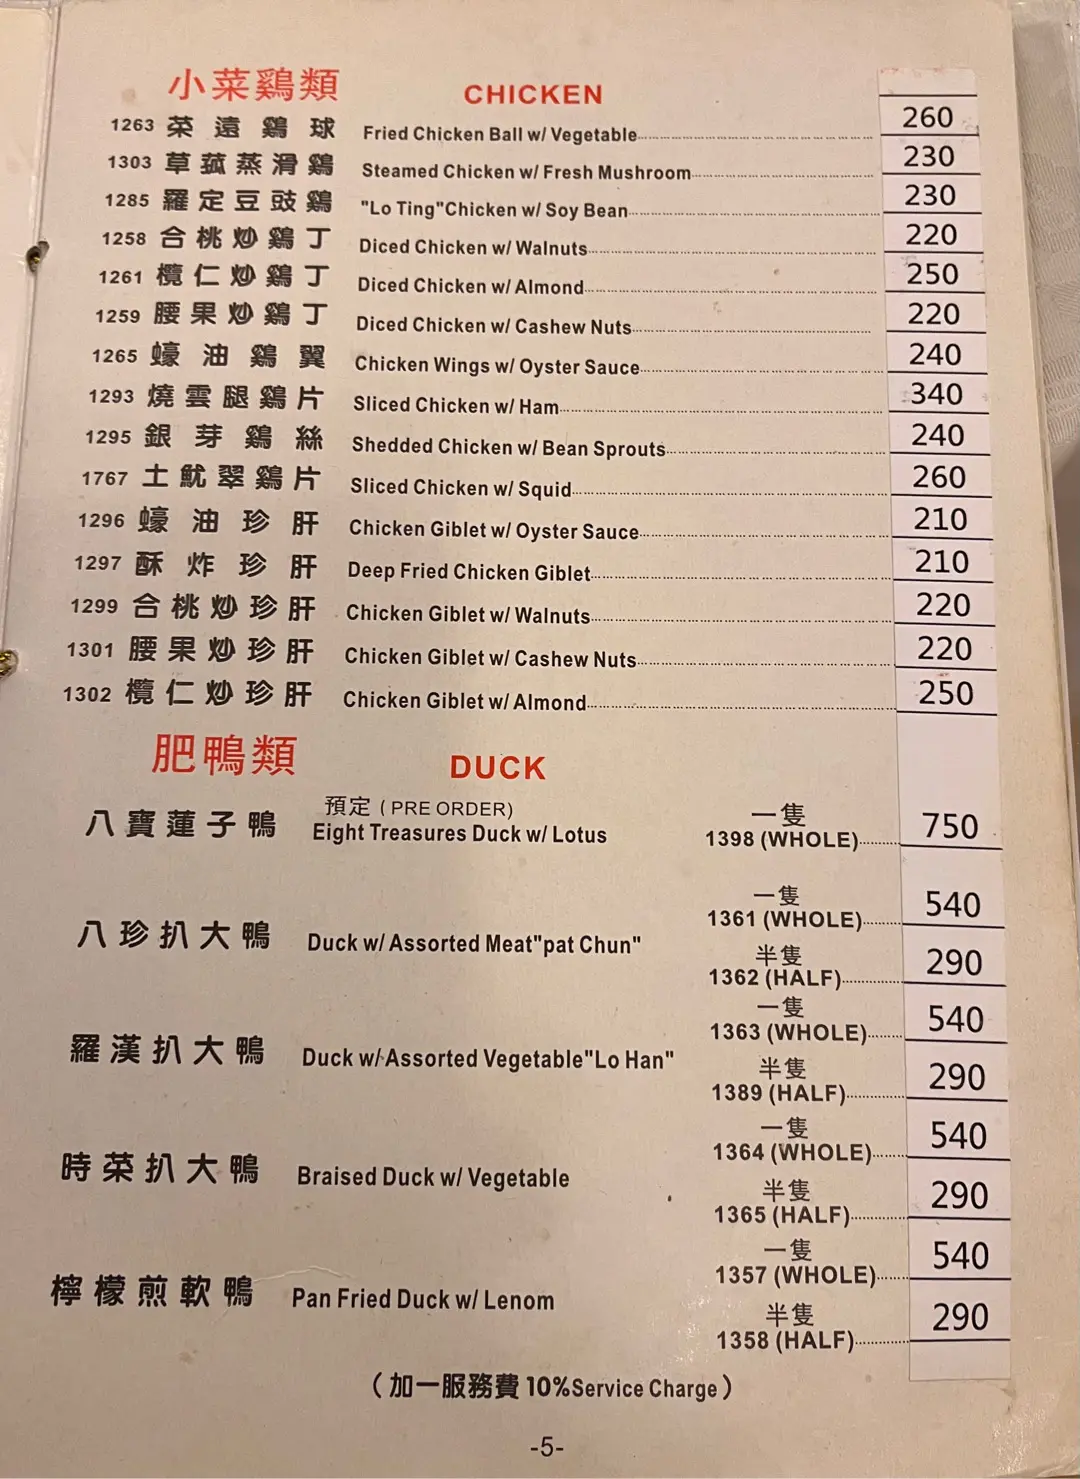 小菜鷄類 CHICKEN
1263 菜遠鷄球 Fried Chicken Ball w/ Vegetable 260
1303 草菰蒸滑鷄 Steamed Chicken w/ Fresh Mushroom 230
1285 羅定豆豉鷄 "Lo Ting"Chicken w/ Soy Bean 230
1258 合桃炒鷄丁 Diced Chicken w/ Walnuts 220
1261 欖仁炒鷄丁 Diced Chicken w/ Almond 250
1259 腰果炒鷄丁 Diced Chicken w/ Cashew Nuts 220
1265 蠔油鷄翼 Chicken Wings w/ Oyster Sauce 240
1293 燒雲腿鷄片 Sliced Chicken w/ Ham 340
1295 銀芽鷄絲 Shedded Chicken w/ Bean Sprouts 240
1767 土魷翠鷄片 Sliced Chicken w/ Squid 260
1296 蠔油珍肝 Chicken Giblet w/ Oyster Sauce 210
1297 酥炸珍肝 Deep Fried Chicken Giblet 210
1299 合桃炒珍肝 Chicken Giblet w/ Walnuts 220
1301 腰果炒珍肝 Chicken Giblet w/ Cashew Nuts 220
1302 欖仁炒珍肝 Chicken Giblet w/ Almond 250
肥鴨類 DUCK
預定 (PRE ORDER) 一隻
八寶蓮子鴨 Eight Treasures Duck w/ Lotus 1398 (WHOLE) 750
一隻
1361 (WHOLE) 540
八珍扒大鴨 Duck w/ Assorted Meat"pat Chun"
半隻
1362 (HALF) 290
一隻
1363 (WHOLE) 540
羅漢扒大鴨 Duck w/ Assorted Vegetable"Lo Han"
半隻
1389 (HALF) 290
一隻
1364 (WHOLE) 540
時菜扒大鴨 Braised Duck w/ Vegetable
半隻
1365 (HALF) 290
一隻
1357 (WHOLE) 540
檸檬煎軟鴨 Pan Fried Duck w/ Lenom
半隻
1358 (HALF) 290
(加一服務費 10%Service Charge)
-5-